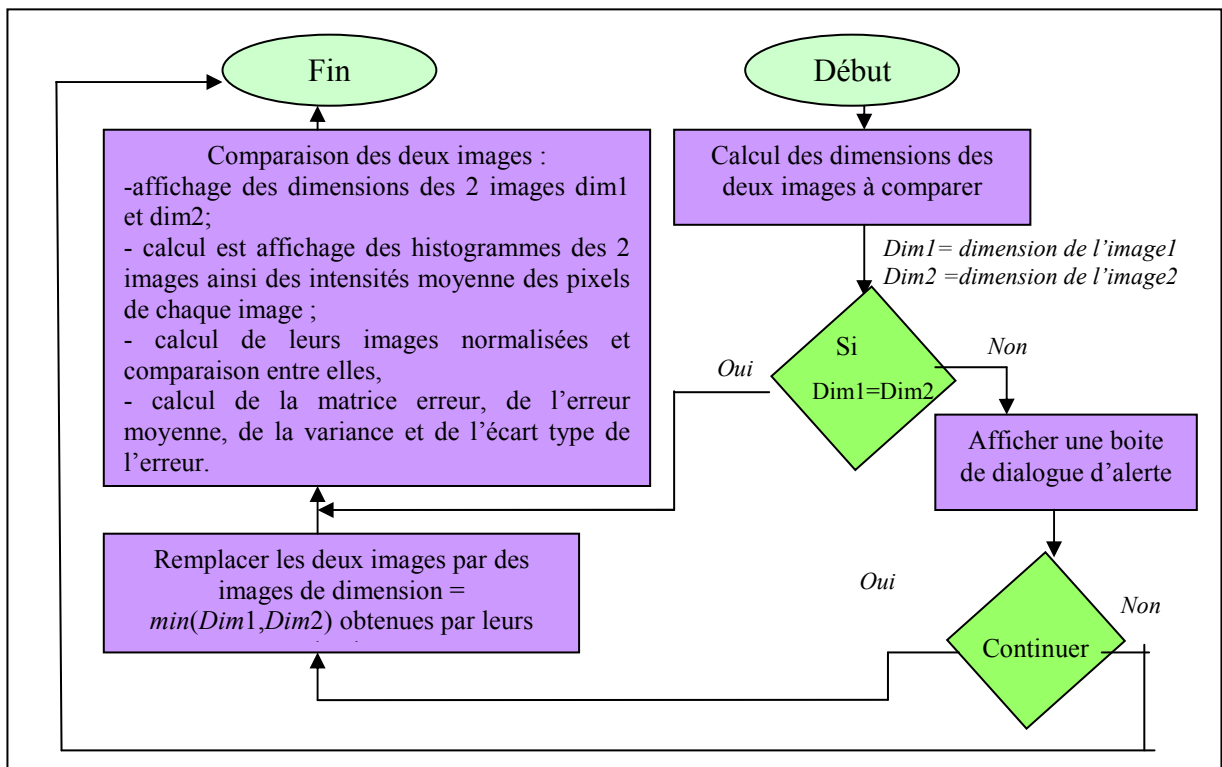 Fin
Début
Comparaison des deux images :
-affichage des dimensions des 2 images dim1
et dim2;
- calcul est affichage des histogrammes des 2
images ainsi des intensités moyenne des pixels
de chaque image ;
- calcul de leurs images normalisées et
comparaison entre elles,
- calcul de la matrice erreur, de l’erreur
moyenne, de la variance et de l’écart type de
l’erreur.
Calcul des dimensions des
deux images à comparer
Dim1= dimension de l’image1
Dim2 =dimension de l’image2
Si
Dim1=Dim2
Oui
Non
Afficher une boite
de dialogue d’alerte
Remplacer les deux images par des
images de dimension =
min(Dim1,Dim2) obtenues par leurs
Oui
Non
Continuer